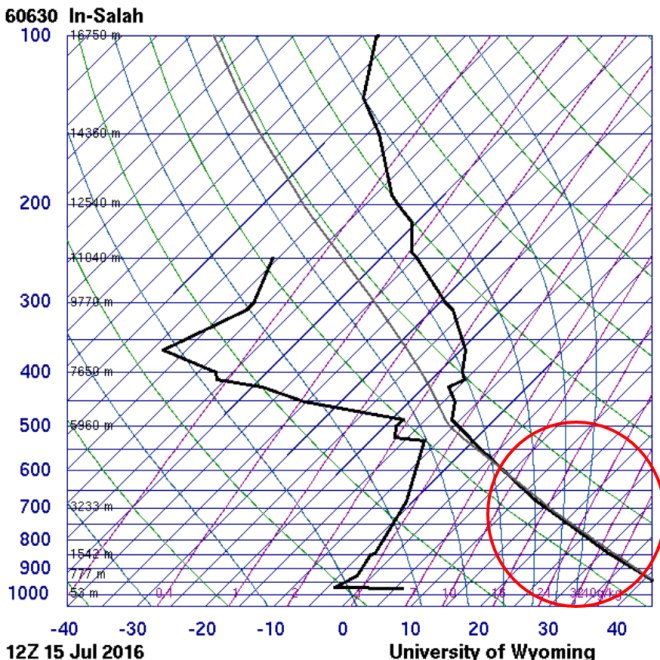 60630 In-Salah
100 16750 m
14360 m
200 12540 m
11040 m
300 9770 m
400 7650 m
500 5960 m
600
700 3233 m
800
1542 m
900 777 m
1000 53 m 0.4 1 2 4 7 10 16 24 32 40g/kg
-40 -30 -20 -10 0 10 20 30 40
12Z 15 Jul 2016 University of Wyoming